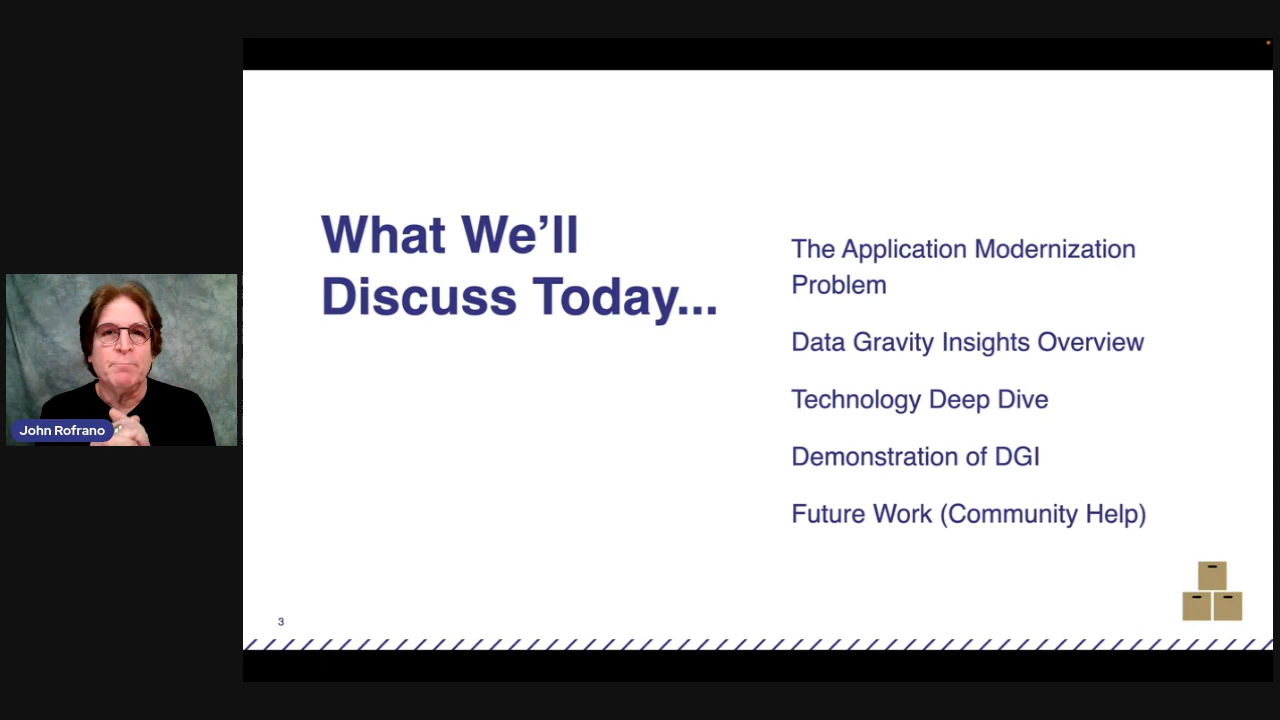 What We’ll
Discuss Today...
The Application Modernization
Problem
Data Gravity Insights Overview
Technology Deep Dive
Demonstration of DGI
Future Work (Community Help)
John Rofrano
3